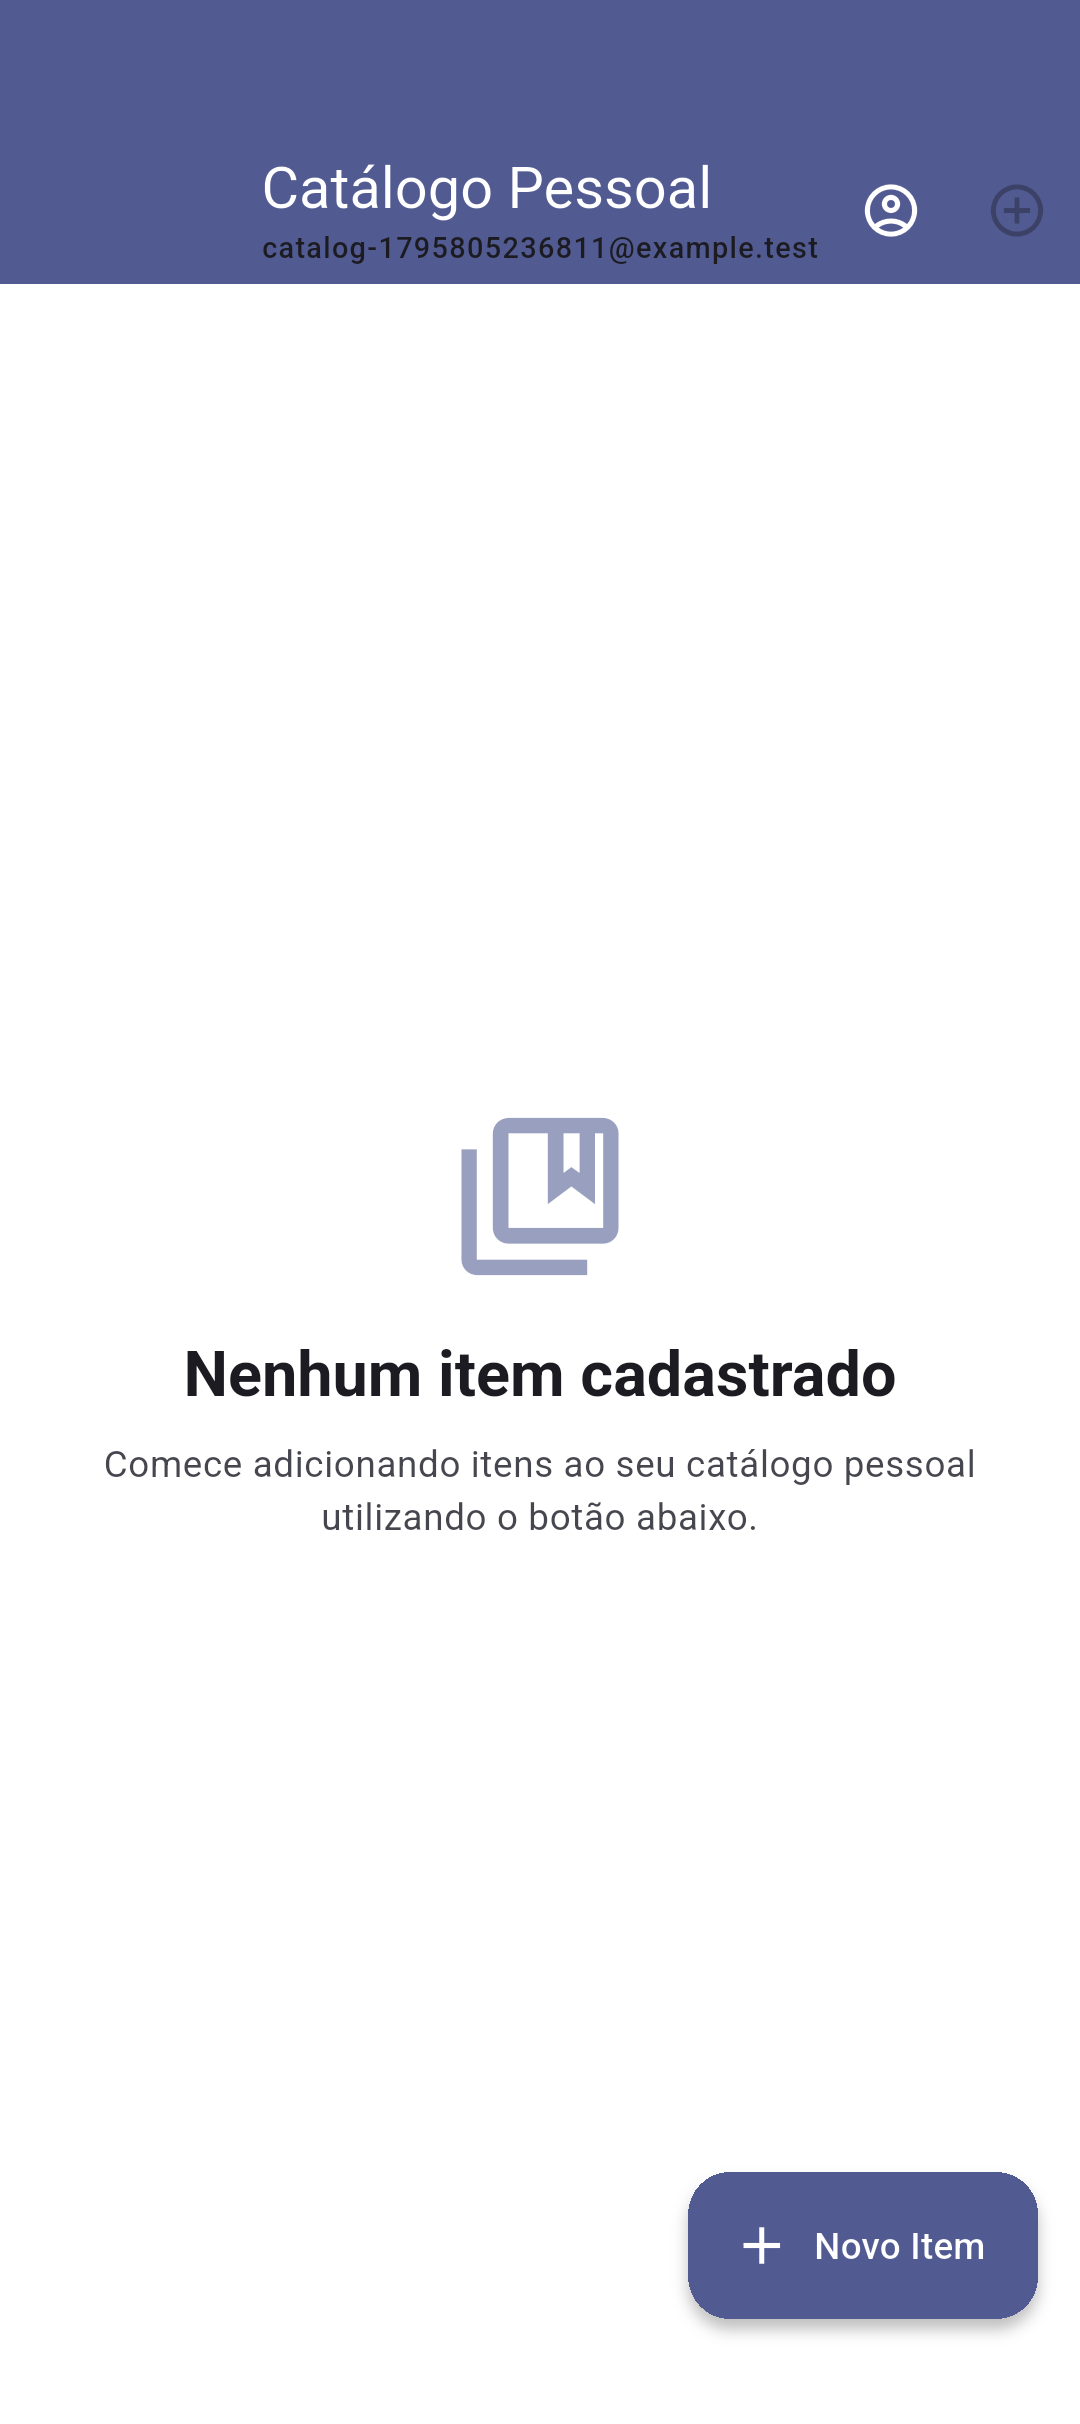 Catálogo Pessoal
catalog-1795805236811@example.test
Nenhum item cadastrado
Comece adicionando itens ao seu catálogo pessoal
utilizando o botão abaixo.
Novo Item